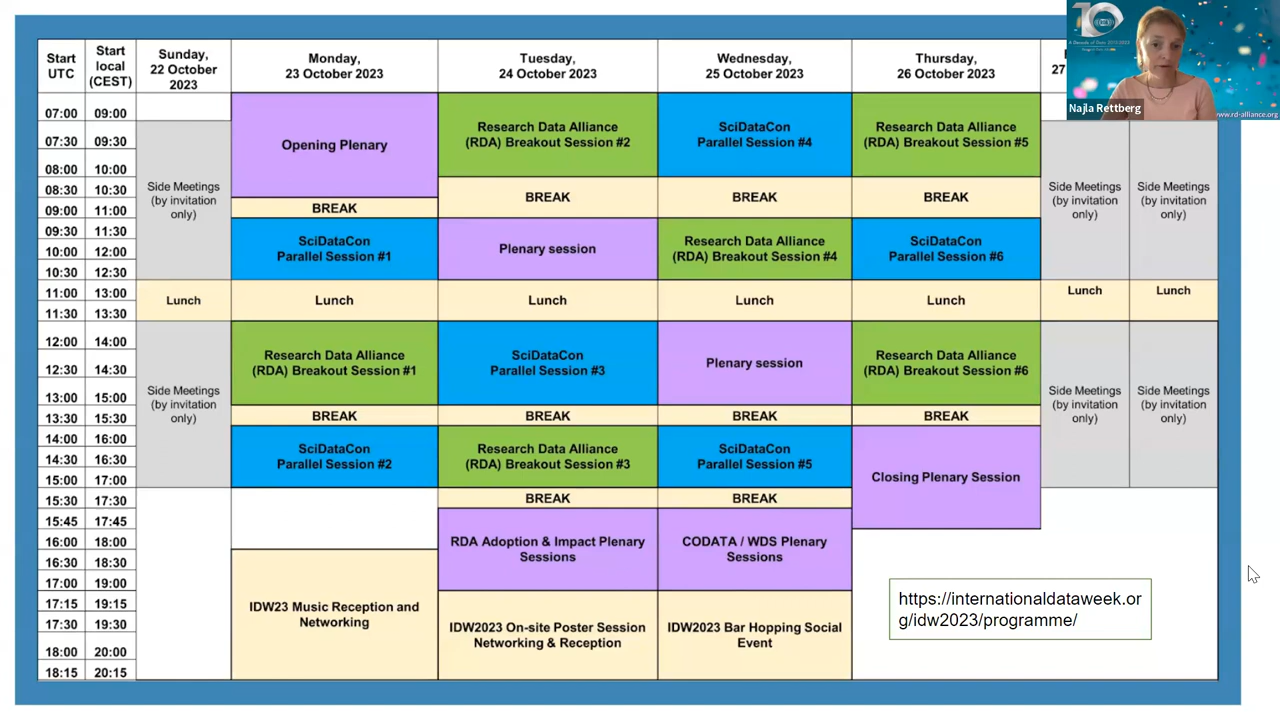 Start
UTC
Start
local
(CEST)
Sunday,
22 October
2023
Monday,
23 October 2023
Tuesday,
24 October 2023
Wednesday,
25 October 2023
Thursday,
26 October 2023
27
07:00 09:00
07:30 09:30
08:00 10:00
08:30 10:30
09:00 11:00
09:30 11:30
10:00 12:00
10:30 12:30
11:00 13:00
11:30 13:30
12:00 14:00
12:30 14:30
13:00 15:00
13:30 15:30
14:00 16:00
14:30 16:30
15:00 17:00
15:30 17:30
15:45 17:45
16:00 18:00
16:30 18:30
17:00 19:00
17:15 19:15
17:30 19:30
18:00 20:00
18:15 20:15
Side Meetings
(by invitation
only)
Lunch
Side Meetings
(by invitation
only)
Opening Plenary
BREAK
SciDataCon
Parallel Session #1
Lunch
Research Data Alliance
(RDA) Breakout Session #1
BREAK
SciDataCon
Parallel Session #2
IDW23 Music Reception and
Networking
Research Data Alliance
(RDA) Breakout Session #2
BREAK
Plenary session
Lunch
SciDataCon
Parallel Session #3
BREAK
Research Data Alliance
(RDA) Breakout Session #3
BREAK
RDA Adoption & Impact Plenary
Sessions
IDW2023 On-site Poster Session
Networking & Reception
SciDataCon
Parallel Session #4
BREAK
Research Data Alliance
(RDA) Breakout Session #4
Lunch
Plenary session
BREAK
SciDataCon
Parallel Session #5
BREAK
CODATA / WDS Plenary
Sessions
IDW2023 Bar Hopping Social
Event
Research Data Alliance
(RDA) Breakout Session #5
BREAK
SciDataCon
Parallel Session #6
Lunch
Research Data Alliance
(RDA) Breakout Session #6
BREAK
Closing Plenary Session
Side Meetings
(by invitation
only)
Lunch
Side Meetings
(by invitation
only)
Side Meetings
(by invitation
only)
Lunch
Side Meetings
(by invitation
only)
https://internationaldataweek.or
g/idw2023/programme/
10
Najla Rettberg
www.rd-alliance.org